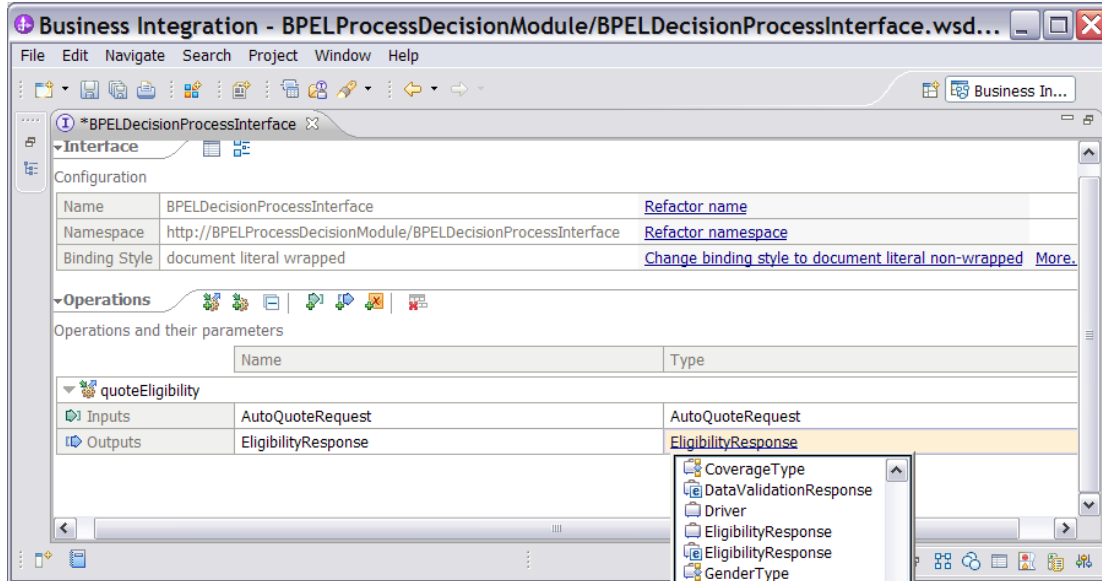 Business Integration - BPELProcessDecisionModule/BPELDecisionProcessInterface.wsd...
File Edit Navigate Search Project Window Help
Business In...
*BPELDecisionProcessInterface
Interface
Configuration
Name BPELDecisionProcessInterface Refactor name
Namespace http://BPELProcessDecisionModule/BPELDecisionProcessInterface Refactor namespace
Binding Style document literal wrapped Change binding style to document literal non-wrapped More.
Operations
Operations and their parameters
Name Type
quoteEligibility
Inputs AutoQuoteRequest AutoQuoteRequest
Outputs EligibilityResponse EligibilityResponse
CoverageType
DataValidationResponse
Driver
EligibilityResponse
EligibilityResponse
GenderType